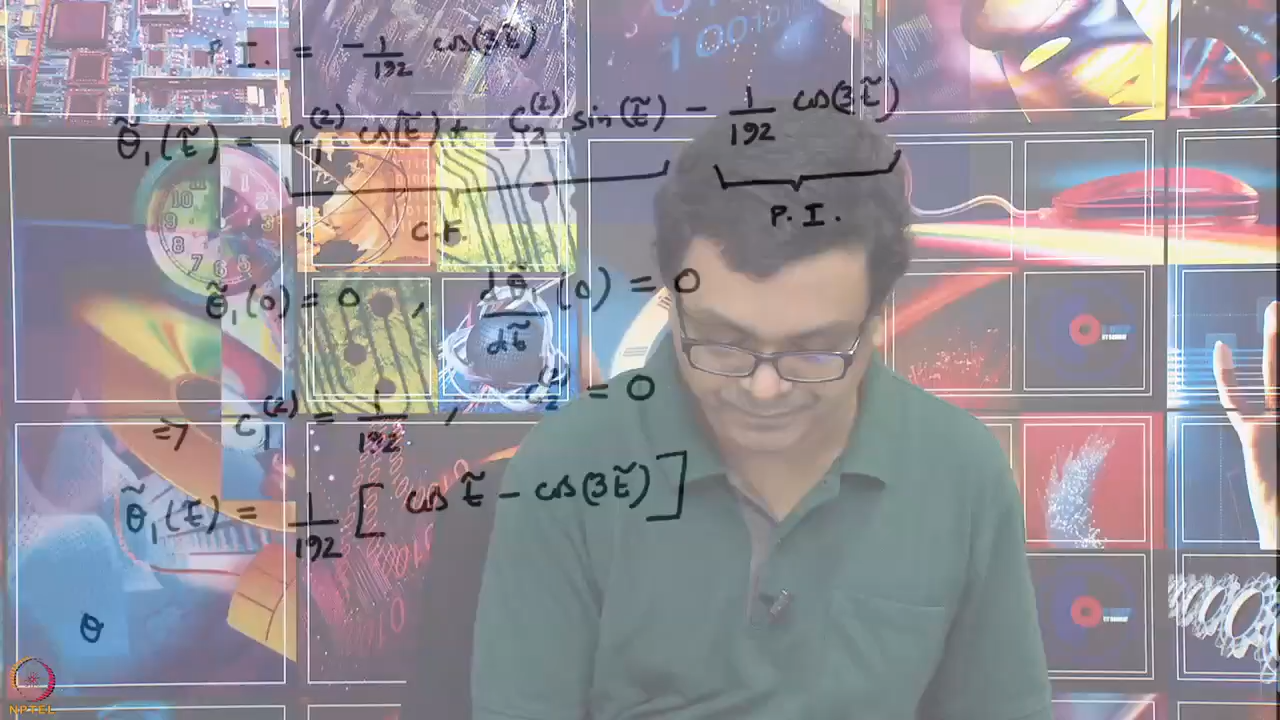 P.I. = -1/192 cos(3t̃)
θ̃₁(t̃) = C₁⁽²⁾ cos(t̃) + C₂⁽²⁾ sin(t̃) - 1/192 cos(3t̃)
C.F.
P.I.
θ̃₁(0) = 0 , dθ̃₁/dt̃ (0) = 0
⇒ C₁⁽²⁾ = 1/192 , C₂⁽²⁾ = 0
θ̃₁(t̃) = 1/192 [ cos t̃ - cos(3t̃) ]
θ
NPTEL